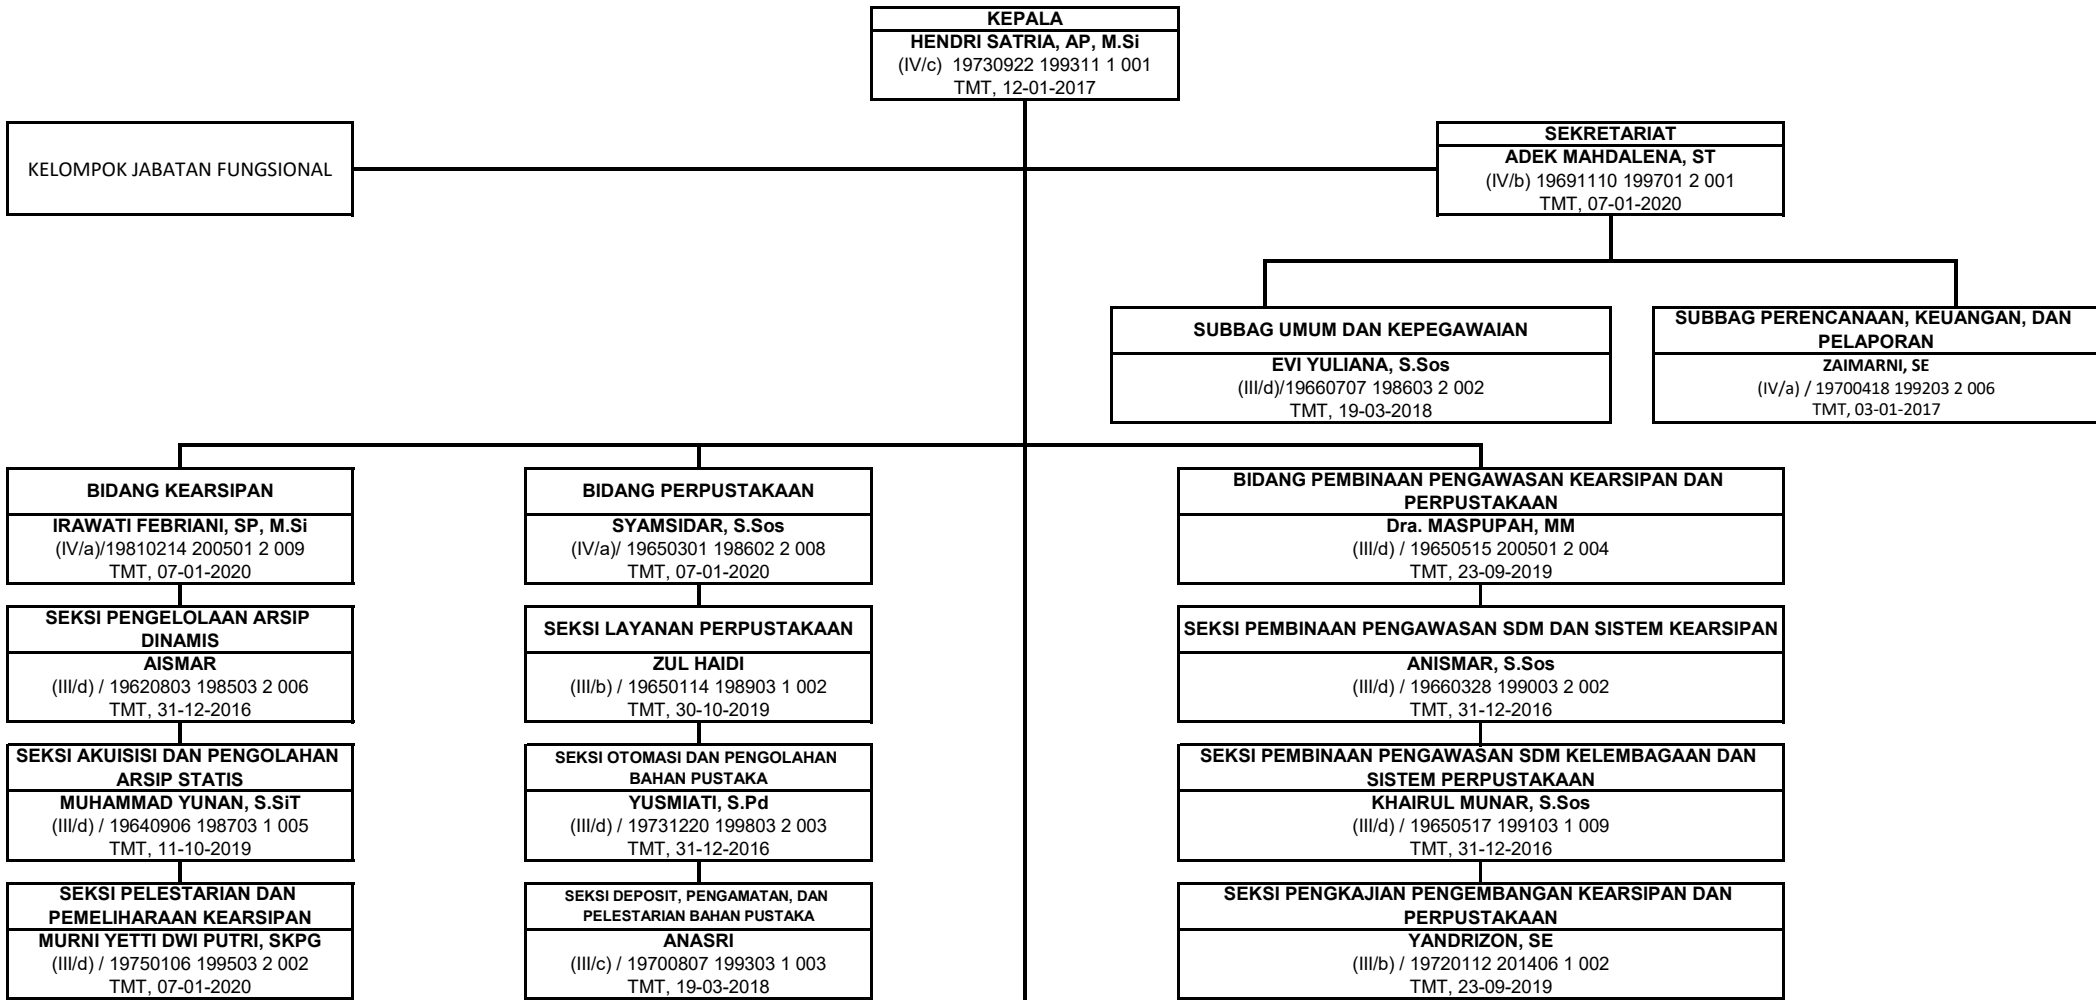 KEPALA
HENDRI SATRIA, AP, M.Si
(IV/c)  19730922 199311 1 001
TMT, 12-01-2017
KELOMPOK JABATAN FUNGSIONAL
SEKRETARIAT
ADEK MAHDALENA, ST
(IV/b) 19691110 199701 2 001
TMT, 07-01-2020
SUBBAG UMUM DAN KEPEGAWAIAN
EVI YULIANA, S.Sos
(III/d)/19660707 198603 2 002
TMT, 19-03-2018
SUBBAG PERENCANAAN, KEUANGAN, DAN
PELAPORAN
ZAIMARNI, SE
(IV/a) / 19700418 199203 2 006
TMT, 03-01-2017
BIDANG KEARSIPAN
IRAWATI FEBRIANI, SP, M.Si
(IV/a)/19810214 200501 2 009
TMT, 07-01-2020
SEKSI PENGELOLAAN ARSIP
DINAMIS
AISMAR
(III/d) / 19620803 198503 2 006
TMT, 31-12-2016
SEKSI AKUISISI DAN PENGOLAHAN
ARSIP STATIS
MUHAMMAD YUNAN, S.SiT
(III/d) / 19640906 198703 1 005
TMT, 11-10-2019
SEKSI PELESTARIAN DAN
PEMELIHARAAN KEARSIPAN
MURNI YETTI DWI PUTRI, SKPG
(III/d) / 19750106 199503 2 002
TMT, 07-01-2020
BIDANG PERPUSTAKAAN
SYAMSIDAR, S.Sos
(IV/a)/ 19650301 198602 2 008
TMT, 07-01-2020
SEKSI LAYANAN PERPUSTAKAAN
ZUL HAIDI
(III/b) / 19650114 198903 1 002
TMT, 30-10-2019
SEKSI OTOMASI DAN PENGOLAHAN
BAHAN PUSTAKA
YUSMIATI, S.Pd
(III/d) / 19731220 199803 2 003
TMT, 31-12-2016
SEKSI DEPOSIT, PENGAMATAN, DAN
PELESTARIAN BAHAN PUSTAKA
ANASRI
(III/c) / 19700807 199303 1 003
TMT, 19-03-2018
BIDANG PEMBINAAN PENGAWASAN KEARSIPAN DAN
PERPUSTAKAAN
Dra. MASPUPAH, MM
(III/d) / 19650515 200501 2 004
TMT, 23-09-2019
SEKSI PEMBINAAN PENGAWASAN SDM DAN SISTEM KEARSIPAN
ANISMAR, S.Sos
(III/d) / 19660328 199003 2 002
TMT, 31-12-2016
SEKSI PEMBINAAN PENGAWASAN SDM KELEMBAGAAN DAN
SISTEM PERPUSTAKAAN
KHAIRUL MUNAR, S.Sos
(III/d) / 19650517 199103 1 009
TMT, 31-12-2016
SEKSI PENGKAJIAN PENGEMBANGAN KEARSIPAN DAN
PERPUSTAKAAN
YANDRIZON, SE
(III/b) / 19720112 201406 1 002
TMT, 23-09-2019